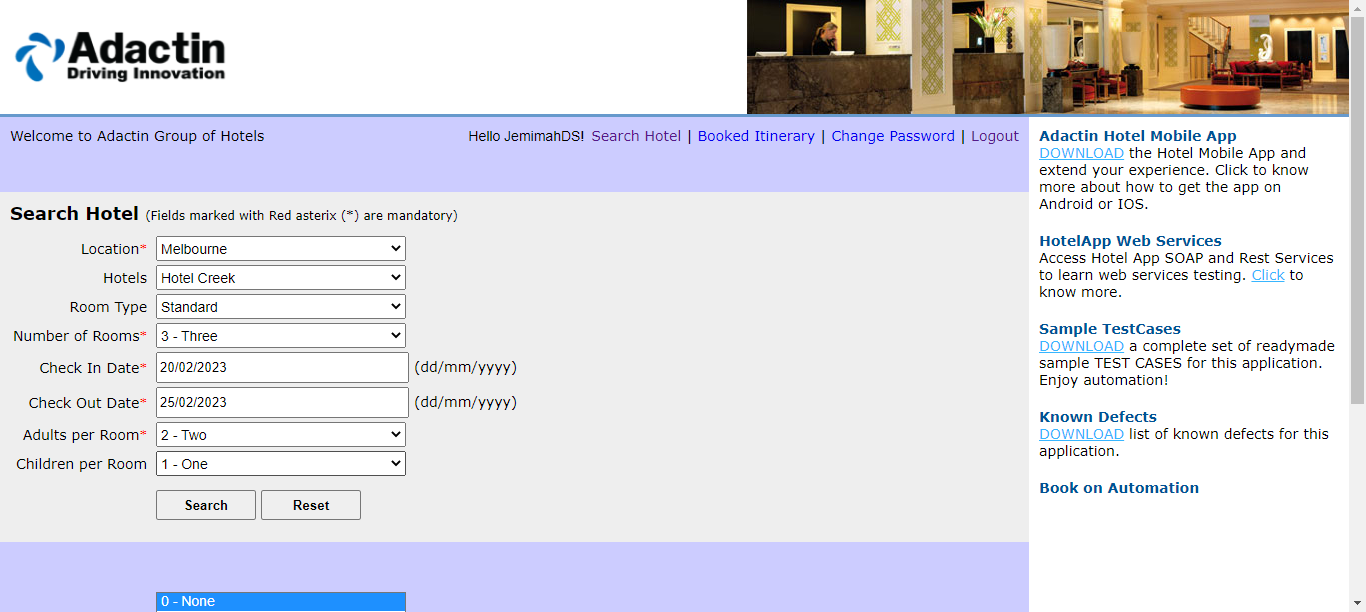 Adactin
Driving Innovation
Welcome to Adactin Group of Hotels
Hello JemimahDS! Search Hotel | Booked Itinerary | Change Password | Logout
Search Hotel (Fields marked with Red asterix (*) are mandatory)
Location* Melbourne
Hotels Hotel Creek
Room Type Standard
Number of Rooms* 3 - Three
Check In Date* 20/02/2023 (dd/mm/yyyy)
Check Out Date* 25/02/2023 (dd/mm/yyyy)
Adults per Room* 2 - Two
Children per Room 1 - One
Search Reset
0 - None
Adactin Hotel Mobile App
DOWNLOAD the Hotel Mobile App and
extend your experience. Click to know
more about how to get the app on
Android or IOS.
HotelApp Web Services
Access Hotel App SOAP and Rest Services
to learn web services testing. Click to
know more.
Sample TestCases
DOWNLOAD a complete set of readymade
sample TEST CASES for this application.
Enjoy automation!
Known Defects
DOWNLOAD list of known defects for this
application.
Book on Automation